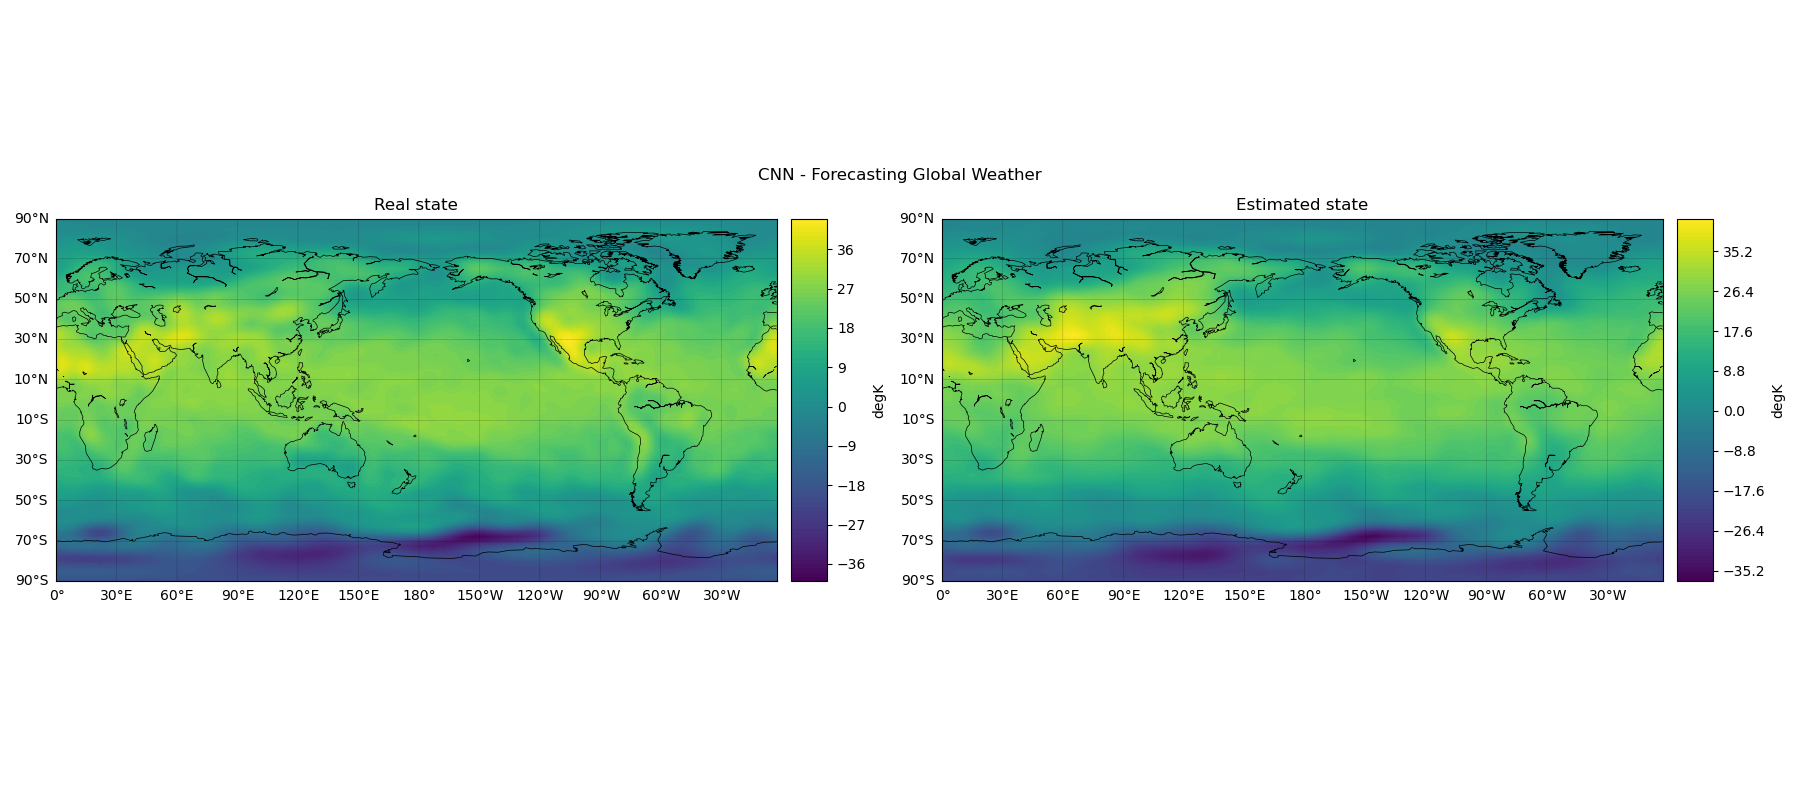 CNN - Forecasting Global Weather
Real state
90°N
70°N
50°N
30°N
10°N
10°S
30°S
50°S
70°S
90°S
0°
30°E
60°E
90°E
120°E
150°E
180°
150°W
120°W
90°W
60°W
30°W
36
27
18
9
0
−9
−18
−27
−36
degK
Estimated state
90°N
70°N
50°N
30°N
10°N
10°S
30°S
50°S
70°S
90°S
0°
30°E
60°E
90°E
120°E
150°E
180°
150°W
120°W
90°W
60°W
30°W
35.2
26.4
17.6
8.8
0.0
−8.8
−17.6
−26.4
−35.2
degK